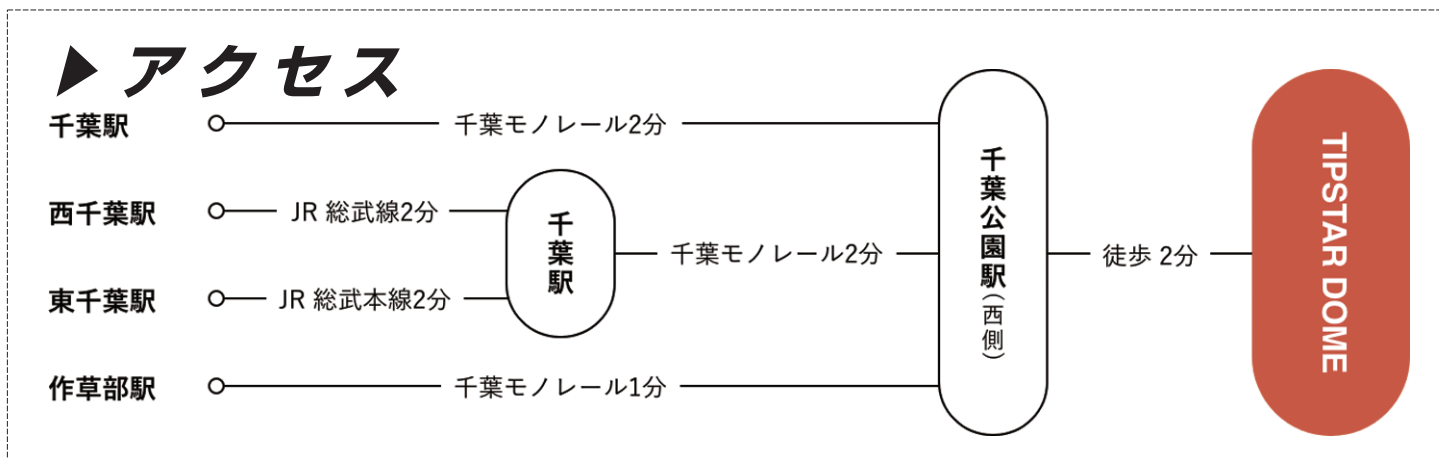 ▶アクセス
千葉駅 千葉モノレール2分
西千葉駅 JR 総武線2分
東千葉駅 JR 総武本線2分
千葉駅
千葉モノレール2分
作草部駅 千葉モノレール1分
千葉公園駅(西側)
徒歩 2分
TIPSTAR DOME